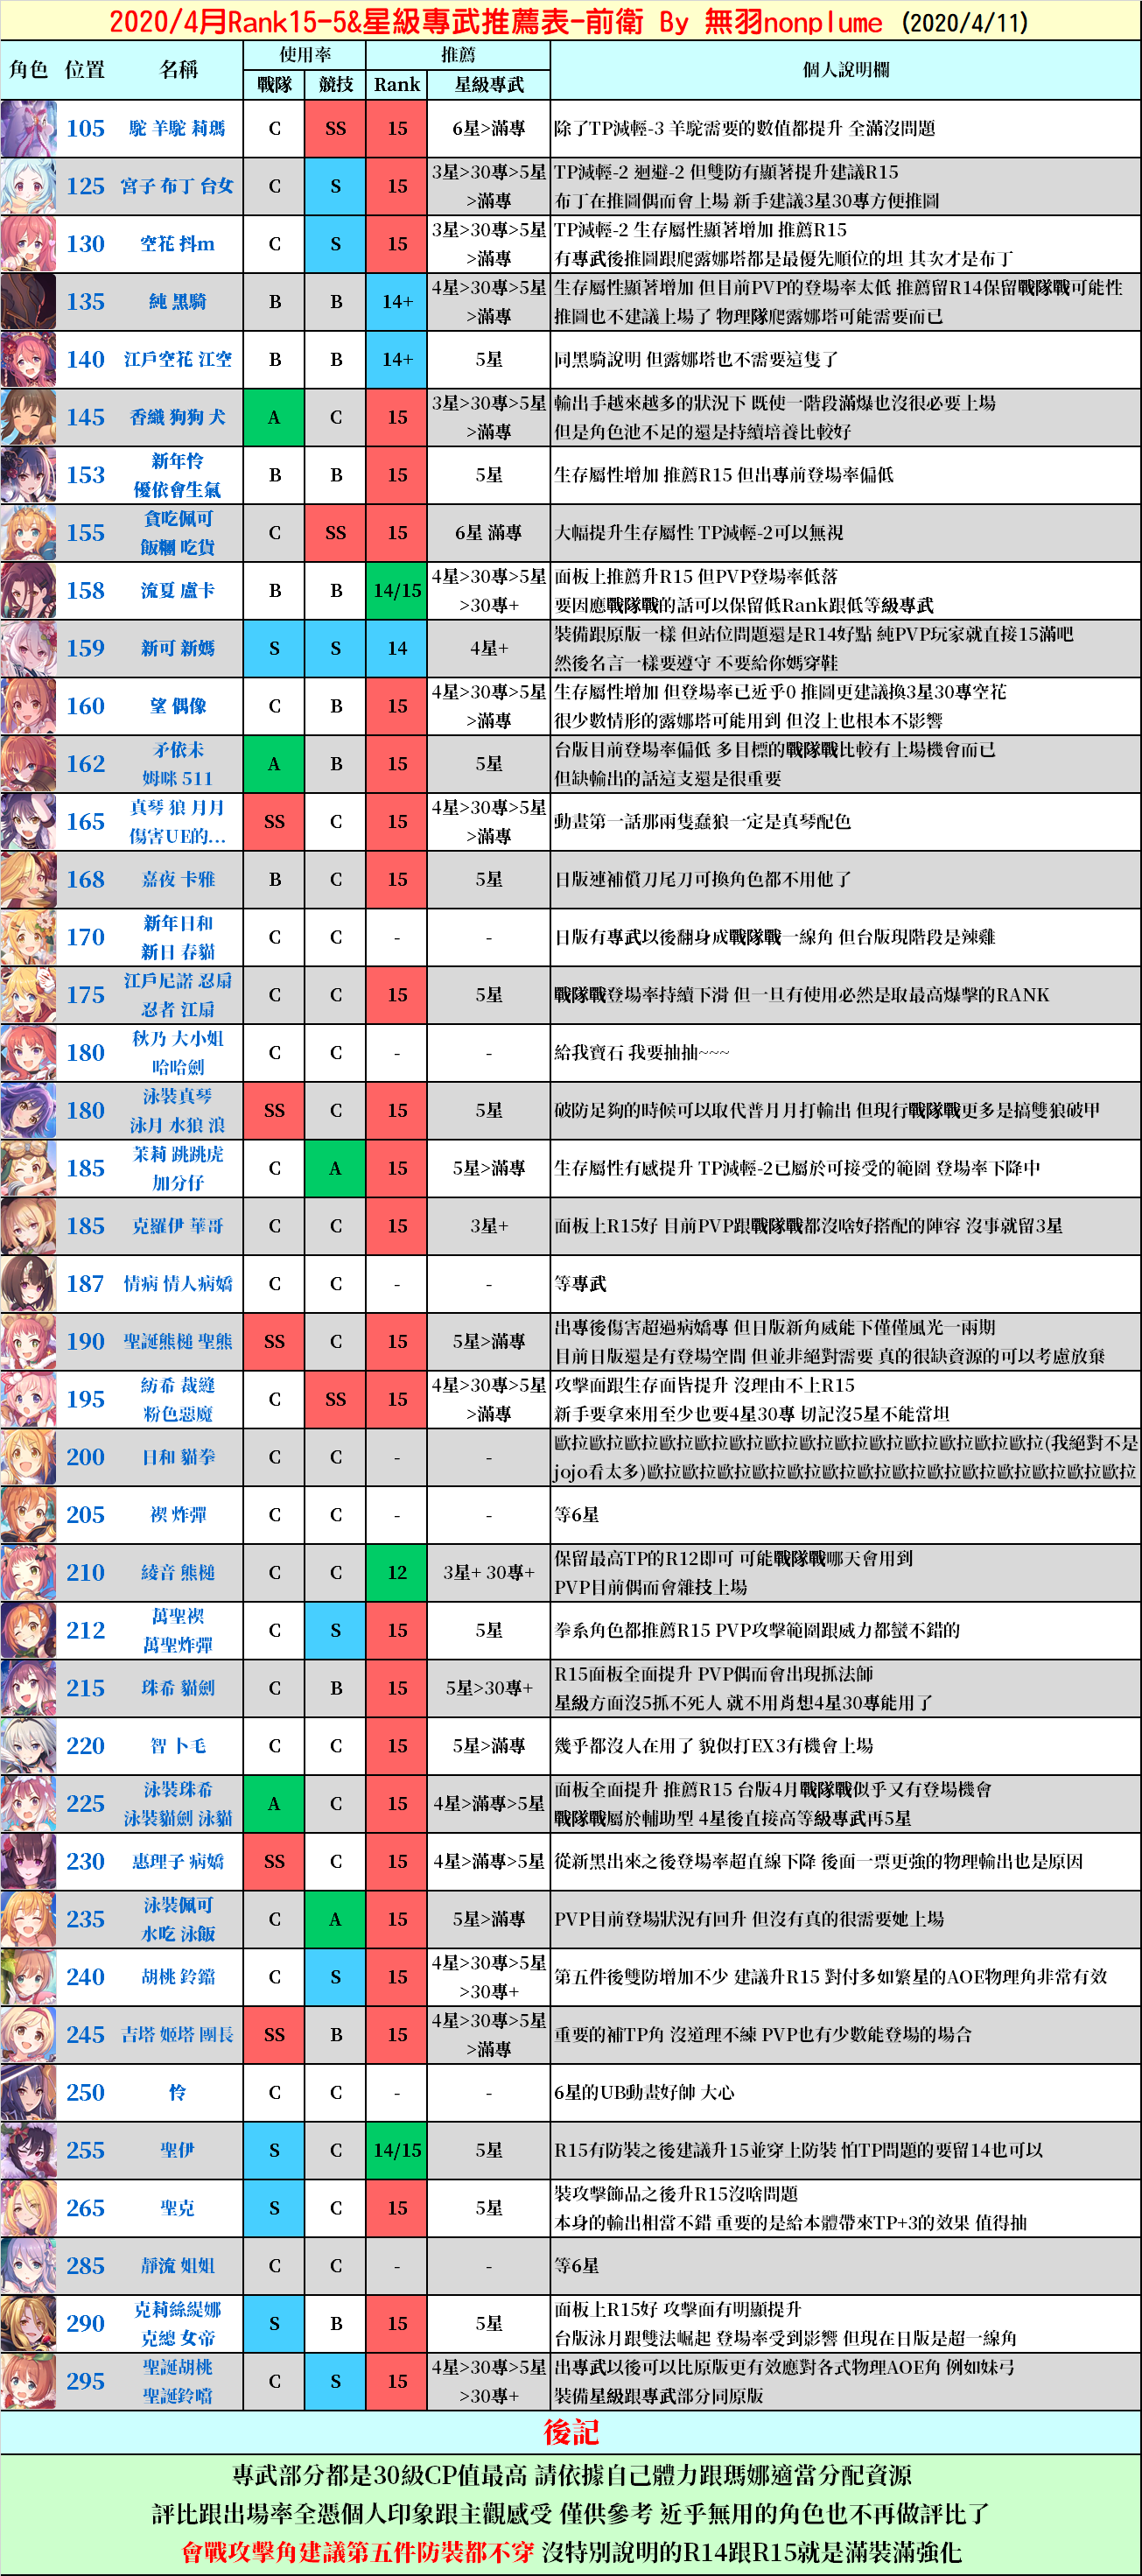 2020/4月Rank15-5&星級專武推薦表-前衛 By 無羽nonplume (2020/4/11)
角色 位置 名稱 使用率 推薦 個人說明欄
戰隊 競技 Rank 星級專武
105 駝 羊駝 莉瑪 C SS 15 6星>滿專 除了TP減輕-3 羊駝需要的數值都提升 全滿沒問題
125 宮子 布丁 台女 C S 15 3星>30專>5星
>滿專 TP減輕-2 迴避-2 但雙防有顯著提升建議R15
布丁在推圖偶而會上場 新手建議3星30專方便推圖
130 空花 抖m C S 15 3星>30專>5星
>滿專 TP減輕-2 生存屬性顯著增加 推薦R15
有專武後推圖跟爬露娜塔都是最優先順位的坦 其次才是布丁
135 純 黑騎 B B 14+ 4星>30專>5星
>滿專 生存屬性顯著增加 但目前PVP的登場率太低 推薦留R14保留戰隊戰可能性
推圖也不建議上場了 物理隊爬露娜塔可能需要而已
140 江戶空花 江空 B B 14+ 5星 同黑騎說明 但露娜塔也不需要這隻了
145 香織 狗狗 犬 A C 15 3星>30專>5星
>滿專 輸出手越來越多的狀況下 既使一階段滿爆也沒很必要上場
但是角色池不足的還是持續培養比較好
153 新年怜
優依會生氣 B B 15 5星 生存屬性增加 推薦R15 但出專前登場率偏低
155 貪吃佩可
飯糰 吃貨 C SS 15 6星 滿專 大幅提升生存屬性 TP減輕-2可以無視
158 流夏 盧卡 B B 14/15 4星>30專>5星
>30專+ 面板上推薦升R15 但PVP登場率低落
要因應戰隊戰的話可以保留低Rank跟低等級專武
159 新可 新媽 S S 14 4星+ 裝備跟原版一樣 但站位問題還是R14好點 純PVP玩家就直接15滿吧
然後名言一樣要遵守 不要給你媽穿鞋
160 望 偶像 C B 15 4星>30專>5星
>滿專 生存屬性增加 但登場率已近乎0 推圖更建議換3星30專空花
很少數情形的露娜塔可能用到 但沒上也根本不影響
162 矛依未
姆咪 511 A B 15 5星 台版目前登場率偏低 多目標的戰隊戰比較有上場機會而已
但缺輸出的話這支還是很重要
165 真琴 狼 月月
傷害UE的... SS C 15 4星>30專>5星
>滿專 動畫第一話那兩隻蠢狼一定是真琴配色
168 嘉夜 卡雅 B C 15 5星 日版連補償刀尾刀可換角色都不用他了
170 新年日和
新日 春貓 C C - - 日版有專武以後翻身成戰隊戰一線角 但台版現階段是辣雞
175 江戶尼諾 忍扇
忍者 江扇 C C 15 5星 戰隊戰登場率持續下滑 但一旦有使用必然是取最高爆擊的RANK
180 秋乃 大小姐
哈哈劍 C C - - 給我寶石 我要抽抽~~~
180 泳裝真琴
泳月 水狼 浪 SS C 15 5星 破防足夠的時候可以取代普月月打輸出 但現行戰隊戰更多是搞雙狼破甲
185 茉莉 跳跳虎
加分仔 C A 15 5星>滿專 生存屬性有感提升 TP減輕-2已屬於可接受的範圍 登場率下降中
185 克羅伊 華哥 C C 15 3星+ 面板上R15好 目前PVP跟戰隊戰都沒啥好搭配的陣容 沒事就留3星
187 情病 情人病嬌 C C - - 等專武
190 聖誕熊槌 聖熊 SS C 15 5星>滿專 出專後傷害超過病嬌專 但日版新角威能下僅僅風光一兩期
目前日版還是有登場空間 但並非絕對需要 真的很缺資源的可以考慮放棄
195 紡希 裁縫
粉色惡魔 C SS 15 4星>30專>5星
>滿專 攻擊面跟生存面皆提升 沒理由不上R15
新手要拿來用至少也要4星30專 切記沒5星不能當坦
200 日和 貓拳 C C - - 歐拉歐拉歐拉歐拉歐拉歐拉歐拉歐拉歐拉歐拉歐拉歐拉歐拉歐拉(我絕對不是
jojo看太多)歐拉歐拉歐拉歐拉歐拉歐拉歐拉歐拉歐拉歐拉歐拉歐拉歐拉歐拉
205 禊 炸彈 C C - - 等6星
210 綾音 熊槌 C C 12 3星+ 30專+ 保留最高TP的R12即可 可能戰隊戰哪天會用到
PVP目前偶而會雜技上場
212 萬聖禊
萬聖炸彈 C S 15 5星 拳系角色都推薦R15 PVP攻擊範圍跟威力都蠻不錯的
215 珠希 貓劍 C B 15 5星>30專+ R15面板全面提升 PVP偶而會出現抓法師
星級方面沒5抓不死人 就不用肖想4星30專能用了
220 智 卜毛 C C 15 5星>滿專 幾乎都沒人在用了 貌似打EX3有機會上場
225 泳裝珠希
泳裝貓劍 泳貓 A C 15 4星>滿專>5星 面板全面提升 推薦R15 台版4月戰隊戰似乎又有登場機會
戰隊戰屬於輔助型 4星後直接高等級專武再5星
230 惠理子 病嬌 SS C 15 4星>滿專>5星 從新黑出來之後登場率超直線下降 後面一票更強的物理輸出也是原因
235 泳裝佩可
水吃 泳飯 C A 15 5星>滿專 PVP目前登場狀況有回升 但沒有真的很需要她上場
240 胡桃 鈴鐺 C S 15 4星>30專>5星
>30專+ 第五件後雙防增加不少 建議升R15 對付多如繁星的AOE物理角非常有效
245 吉塔 姬塔 團長 SS B 15 4星>30專>5星
>滿專 重要的補TP角 沒道理不練 PVP也有少數能登場的場合
250 怜 C C - - 6星的UB動畫好帥 大心
255 聖伊 S C 14/15 5星 R15有防裝之後建議升15並穿上防裝 怕TP問題的要留14也可以
265 聖克 S C 15 5星 裝攻擊飾品之後升R15沒啥問題
本身的輸出相當不錯 重要的是給本體帶來TP+3的效果 值得抽
285 靜流 姐姐 C C - - 等6星
290 克莉絲緹娜
克總 女帝 S B 15 5星 面板上R15好 攻擊面有明顯提升
台版泳月跟雙法崛起 登場率受到影響 但現在日版是超一線角
295 聖誕胡桃
聖誕鈴噹 C S 15 4星>30專>5星
>30專+ 出專武以後可以比原版更有效應對各式物理AOE角 例如妹弓
裝備星級跟專武部分同原版
後記
專武部分都是30級CP值最高 請依據自己體力跟瑪娜適當分配資源
評比跟出場率全憑個人印象跟主觀感受 僅供參考 近乎無用的角色也不再做評比了
會戰攻擊角建議第五件防裝都不穿 沒特別說明的R14跟R15就是滿裝滿強化